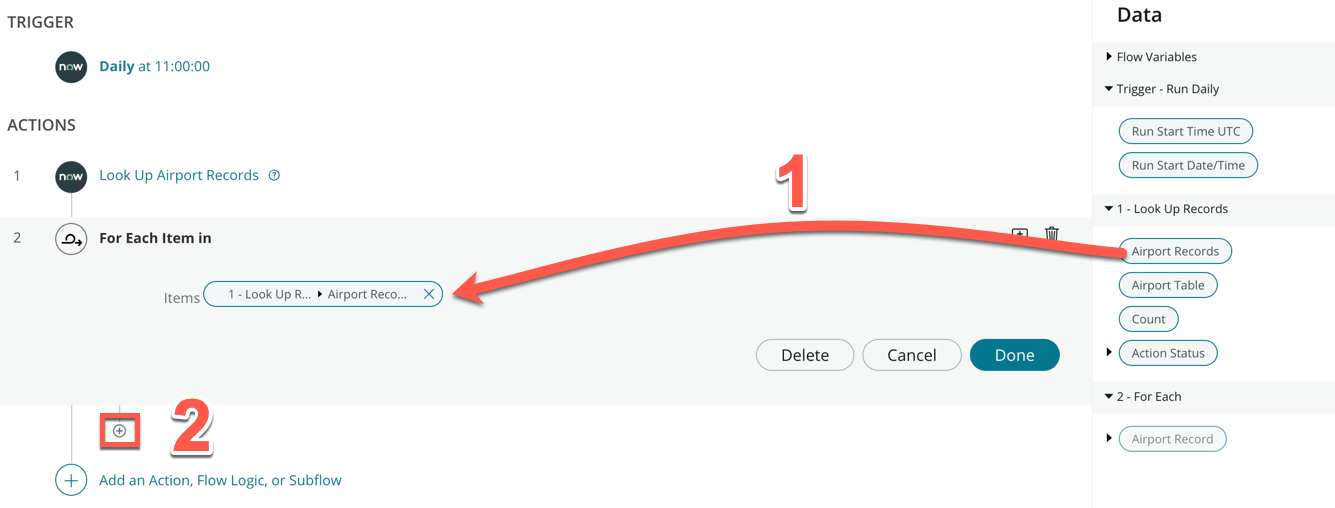 TRIGGER
now
Daily at 11:00:00
ACTIONS
1
now
Look Up Airport Records
2
For Each Item in
Items
1 - Look Up R... Airport Reco...
Delete
Cancel
Done
Add an Action, Flow Logic, or Subflow
1
2
Data
Flow Variables
Trigger - Run Daily
Run Start Time UTC
Run Start Date/Time
1 - Look Up Records
Airport Records
Airport Table
Count
Action Status
2 - For Each
Airport Record